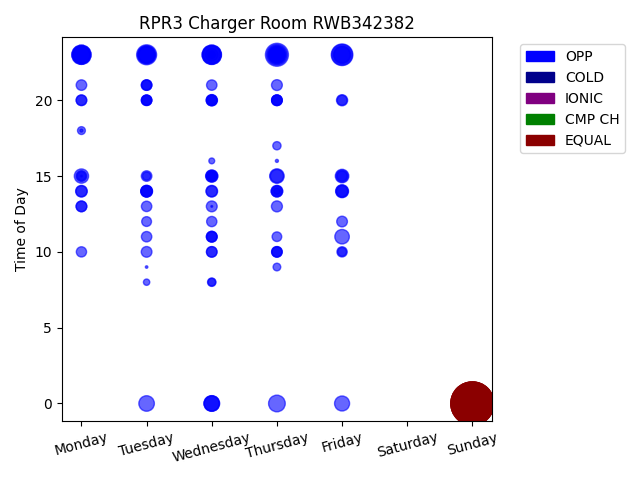 RPR3 Charger Room RWB342382
OPP
COLD
IONIC
CMP CH
EQUAL
Time of Day
20
15
10
5
0
Monday
Tuesday
Wednesday
Thursday
Friday
Saturday
Sunday